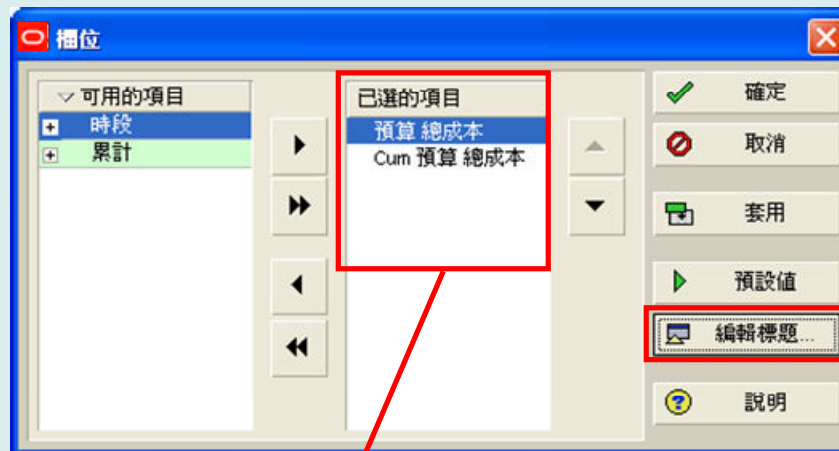 欄位
可用的項目
時段
累計
已選的項目
預算 總成本
Cum 預算 總成本
確定
取消
套用
預設值
編輯標題...
說明